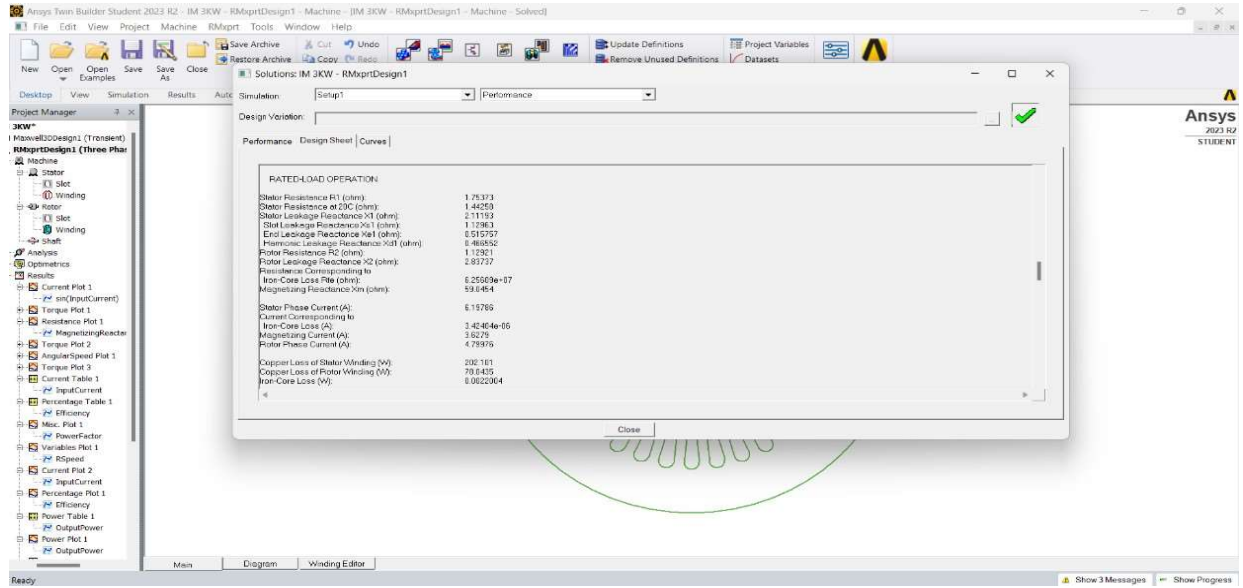 Ansys Twin Builder Student 2023 R2 - IM 3KW - RMxprtDesign1 - Machine - [IM 3KW - RMxprtDesign1 - Machine - Solved]
File Edit View Project Machine RMxprt Tools Window Help
New Open Open Examples Save Save As Close
Save Archive Cut Undo Update Definitions Project Variables
Restore Archive Copy Redo Remove Unused Definitions Datasets
Desktop View Simulation Results
Project Manager
3KW*
Maxwell3DDesign1 (Transient)
RMxprtDesign1 (Three Phas
Machine
Stator
Slot
Winding
Rotor
Slot
Winding
Shaft
Analysis
Optimetrics
Results
Current Plot 1
sin(InputCurrent)
Torque Plot 1
Resistance Plot 1
MagnetizingReactar
Torque Plot 2
AngularSpeed Plot 1
Torque Plot 3
Current Table 1
InputCurrent
Percentage Table 1
Efficiency
Misc. Plot 1
PowerFactor
Variables Plot 1
RSpeed
Current Plot 2
InputCurrent
Percentage Plot 1
Efficiency
Power Table 1
OutputPower
Power Plot 1
OutputPower
Solutions: IM 3KW - RMxprtDesign1
Simulation: Setup1 Performance
Design Variation: ...
Performance Design Sheet Curves
RATED-LOAD OPERATION
Stator Resistance R1 (ohm): 1.75373
Stator Resistance at 20C (ohm): 1.44258
Stator Leakage Reactance X1 (ohm): 2.11193
Slot Leakage Reactance Xs1 (ohm): 1.12963
End Leakage Reactance Xe1 (ohm): 0.515757
Harmonic Leakage Reactance Xd1 (ohm): 0.466552
Rotor Resistance R2 (ohm): 1.12921
Rotor Leakage Reactance X2 (ohm): 2.83737
Resistance Corresponding to
Iron-Core Loss Rfe (ohm): 6.25609e+07
Magnetizing Reactance Xm (ohm): 59.0454
Stator Phase Current (A): 6.19786
Current Corresponding to
Iron-Core Loss (A): 3.42404e-06
Magnetizing Current (A): 3.6279
Rotor Phase Current (A): 4.79976
Copper Loss of Stator Winding (W): 202.101
Copper Loss of Rotor Winding (W): 78.0435
Iron-Core Loss (W): 0.0022004
Close
Ansys
2023 R2
STUDENT
Main Diagram Winding Editor
Ready
Show 3 Messages Show Progress